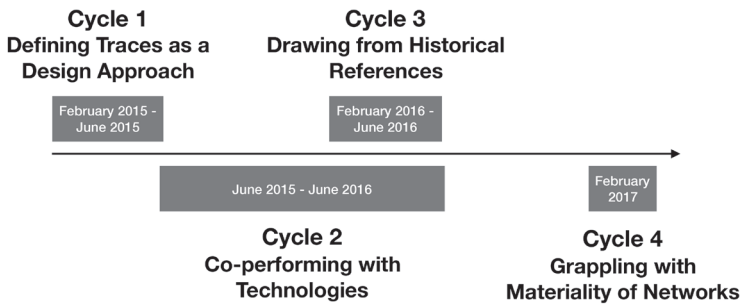 Cycle 1
Defining Traces as a
Design Approach
February 2015 -
June 2015
Cycle 3
Drawing from Historical
References
February 2016 -
June 2016
June 2015 - June 2016
Cycle 2
Co-performing with
Technologies
February
2017
Cycle 4
Grappling with
Materiality of Networks